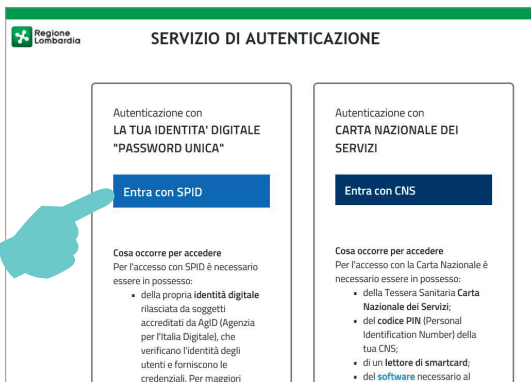 Regione
Lombardia
SERVIZIO DI AUTENTICAZIONE
Autenticazione con
LA TUA IDENTITA' DIGITALE
"PASSWORD UNICA"
Entra con SPID
Cosa occorre per accedere
Per l'accesso con SPID è necessario
essere in possesso:
• della propria identità digitale
rilasciata da soggetti
accreditati da AgID (Agenzia
per l'Italia Digitale), che
verificano l'identità degli
utenti e forniscono le
credenziali. Per maggiori
Autenticazione con
CARTA NAZIONALE DEI
SERVIZI
Entra con CNS
Cosa occorre per accedere
Per l'accesso con la Carta Nazionale è
necessario essere in possesso:
• della Tessera Sanitaria Carta
Nazionale dei Servizi;
• del codice PIN (Personal
Identification Number) della
tua CNS;
• di un lettore di smartcard;
• del software necessario al